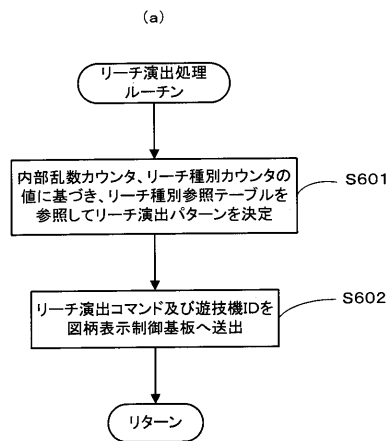 (a)
リーチ演出処理
ルーチン
内部乱数カウンタ、リーチ種別カウンタの
値に基づき、リーチ種別参照テーブルを
参照してリーチ演出パターンを決定
S601
リーチ演出コマンド及び遊技機IDを
図柄表示制御基板へ送出
S602
リターン